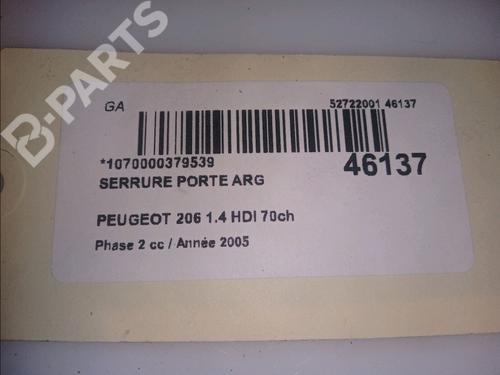 B-PARTS
GA
52722001 46137
*1070000379539
46137
SERRURE PORTE ARG
PEUGEOT 206 1.4 HDI 70ch
Phase 2 cc / Année 2005